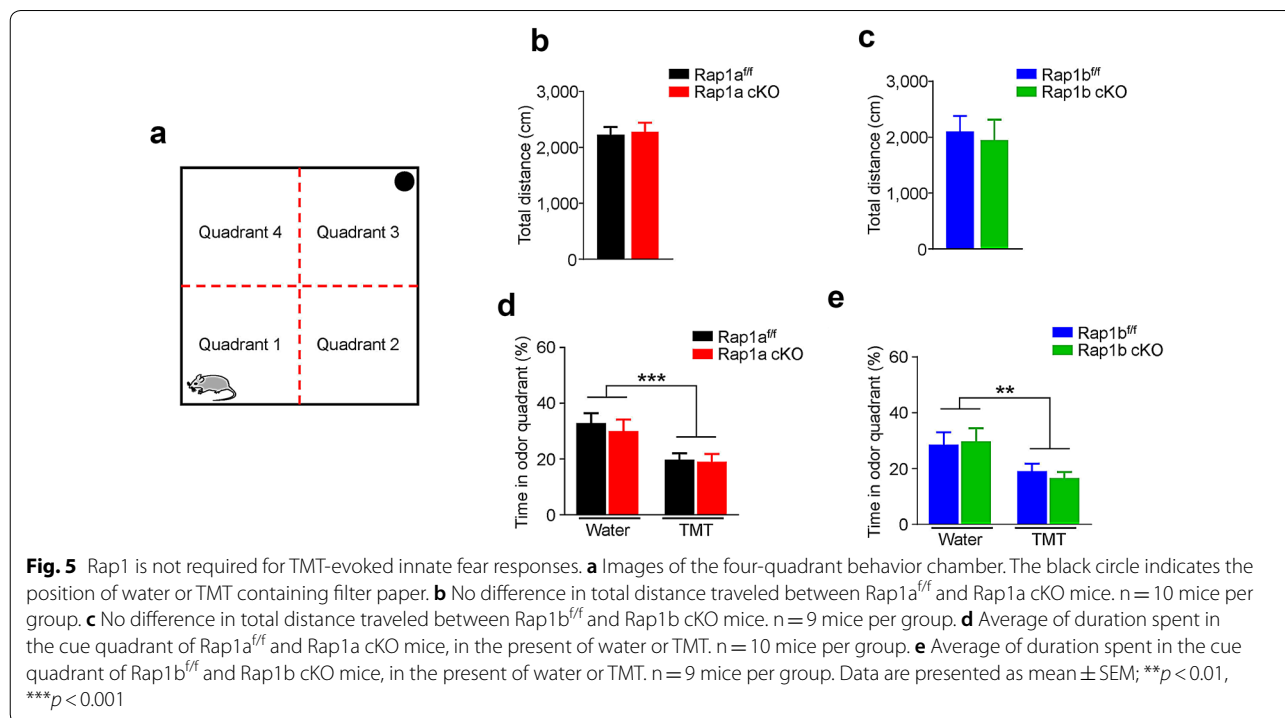 a
Quadrant 4
Quadrant 3
Quadrant 1
Quadrant 2
b
Rap1a^f/f
Rap1a cKO
Total distance (cm)
3,000
2,000
1,000
0
c
Rap1b^f/f
Rap1b cKO
Total distance (cm)
3,000
2,000
1,000
0
d
Rap1a^f/f
Rap1a cKO
Time in odor quadrant (%)
60
40
20
0
***
Water
TMT
e
Rap1b^f/f
Rap1b cKO
Time in odor quadrant (%)
60
40
20
0
**
Water
TMT
Fig. 5 Rap1 is not required for TMT-evoked innate fear responses. a Images of the four-quadrant behavior chamber. The black circle indicates the
position of water or TMT containing filter paper. b No difference in total distance traveled between Rap1a^f/f and Rap1a cKO mice. n = 10 mice per
group. c No difference in total distance traveled between Rap1b^f/f and Rap1b cKO mice. n = 9 mice per group. d Average of duration spent in
the cue quadrant of Rap1a^f/f and Rap1a cKO mice, in the present of water or TMT. n = 10 mice per group. e Average of duration spent in the cue
quadrant of Rap1b^f/f and Rap1b cKO mice, in the present of water or TMT. n = 9 mice per group. Data are presented as mean ± SEM; **p < 0.01,
***p < 0.001